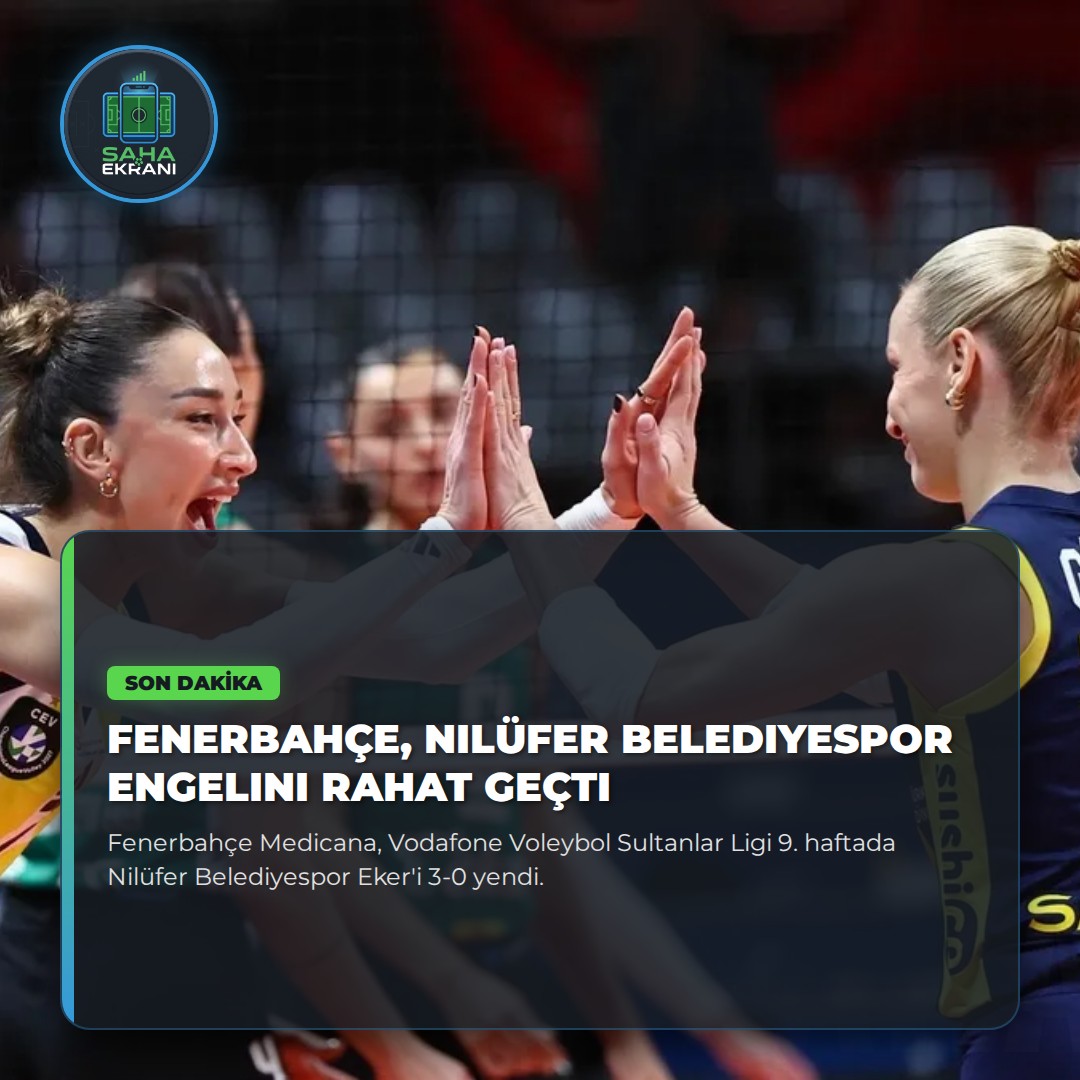 SAHA
EKRANI
SON DAKİKA
FENERBAHÇE, NILÜFER BELEDIYESPOR
ENGELINI RAHAT GEÇTI
Fenerbahçe Medicana, Vodafone Voleybol Sultanlar Ligi 9. haftada
Nilüfer Belediyespor Eker'i 3-0 yendi.
CEV